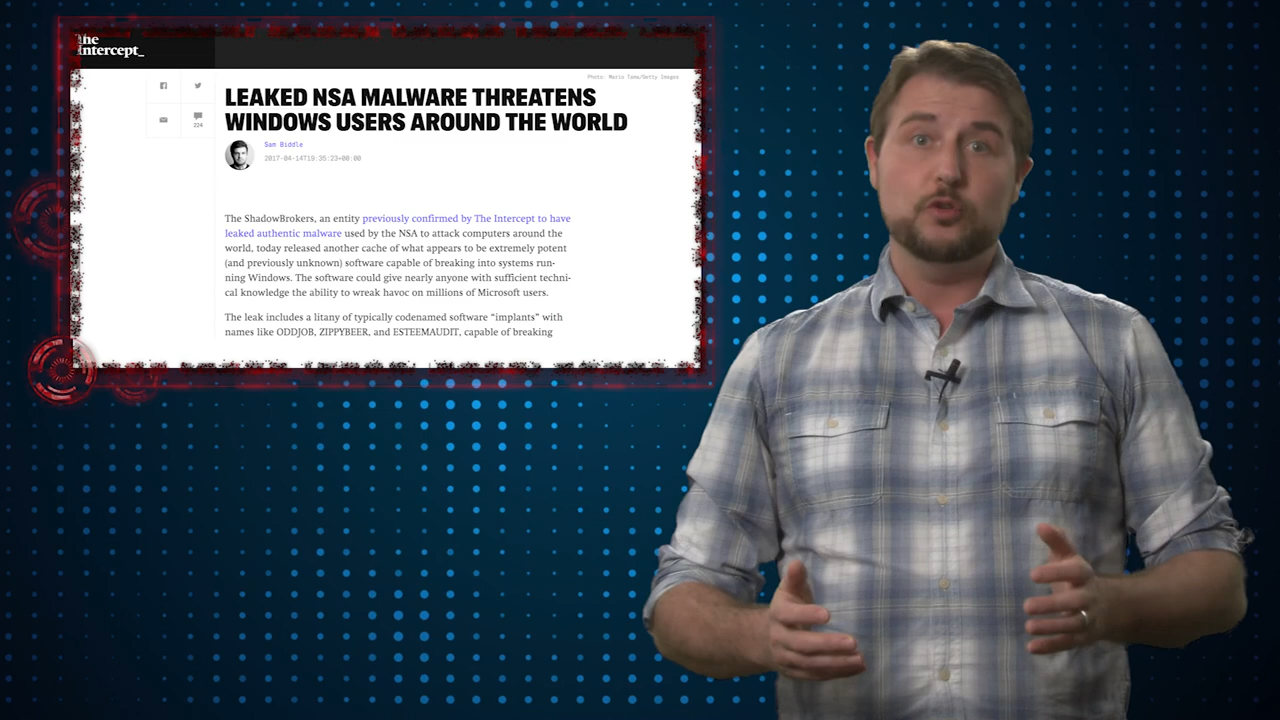 The
Intercept_
Photo: Mario Tama/Getty Images
LEAKED NSA MALWARE THREATENS
WINDOWS USERS AROUND THE WORLD
Sam Biddle
2017-04-14T19:35:23+00:00
224
The ShadowBrokers, an entity previously confirmed by The Intercept to have
leaked authentic malware used by the NSA to attack computers around the
world, today released another cache of what appears to be extremely potent
(and previously unknown) software capable of breaking into systems run-
ning Windows. The software could give nearly anyone with sufficient techni-
cal knowledge the ability to wreak havoc on millions of Microsoft users.
The leak includes a litany of typically codenamed software “implants” with
names like ODDJOB, ZIPPYBEER, and ESTEEMAUDIT, capable of breaking